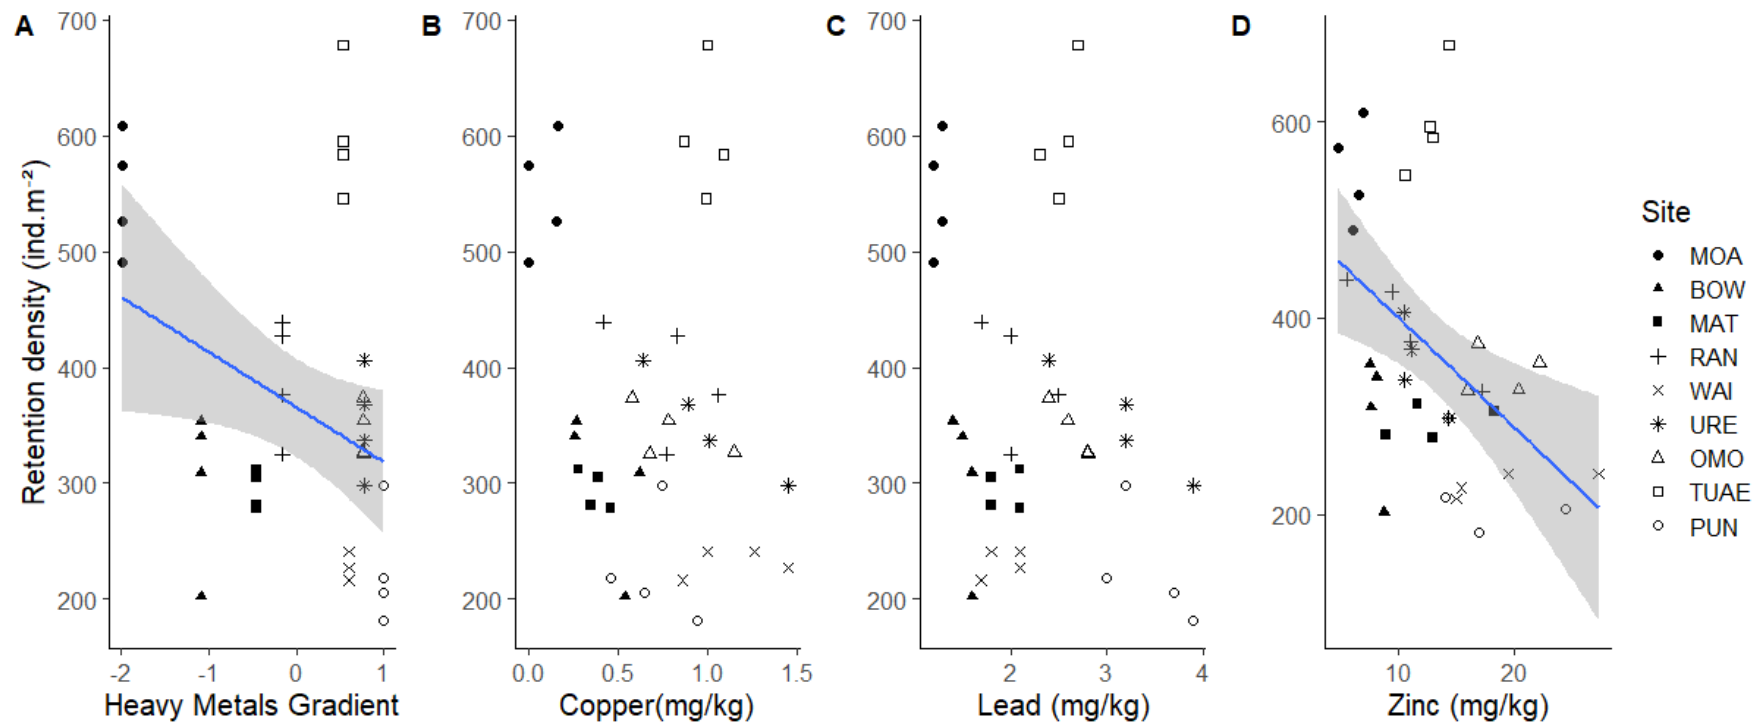 A
B
C
D
Retention density (ind.m⁻²)
700
600
500
400
300
200
-2
-1
0
1
Heavy Metals Gradient
700
600
500
400
300
200
0.0
0.5
1.0
1.5
Copper(mg/kg)
700
600
500
400
300
200
2
3
4
Lead (mg/kg)
600
400
200
10
20
Zinc (mg/kg)
Site
MOA
BOW
MAT
RAN
WAI
URE
OMO
TUAE
PUN